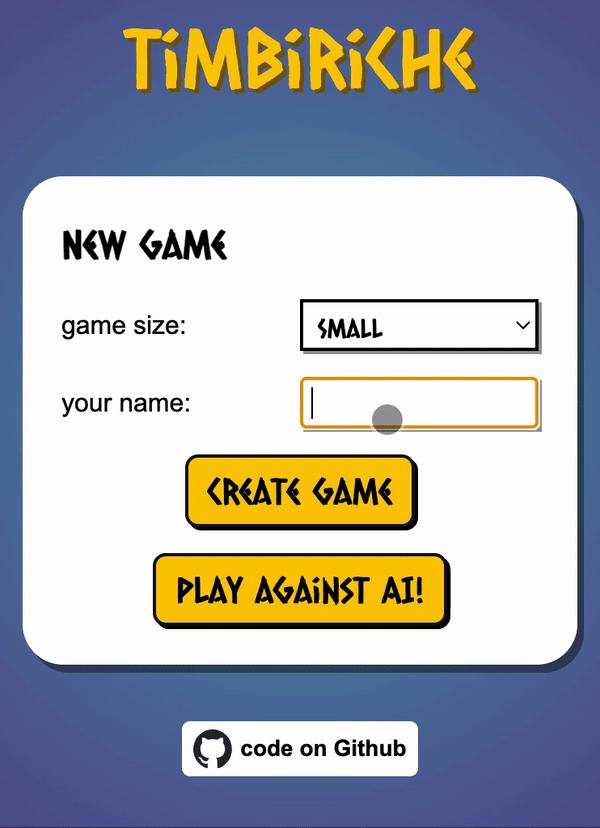 TiMBiRiCHE
NEW GAME
game size:
SMALL
your name:
CREATE GAME
PLAY AGAiNST AI!
code on Github